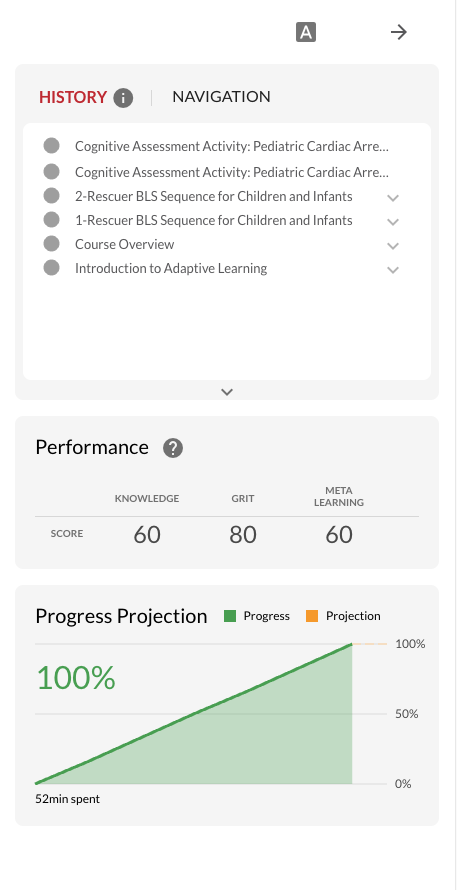 A
HISTORY i NAVIGATION
Cognitive Assessment Activity: Pediatric Cardiac Arre...
Cognitive Assessment Activity: Pediatric Cardiac Arre...
2-Rescuer BLS Sequence for Children and Infants
1-Rescuer BLS Sequence for Children and Infants
Course Overview
Introduction to Adaptive Learning
Performance ?
KNOWLEDGE GRIT META LEARNING
SCORE 60 80 60
Progress Projection Progress Projection
100%
100%
50%
0%
52min spent